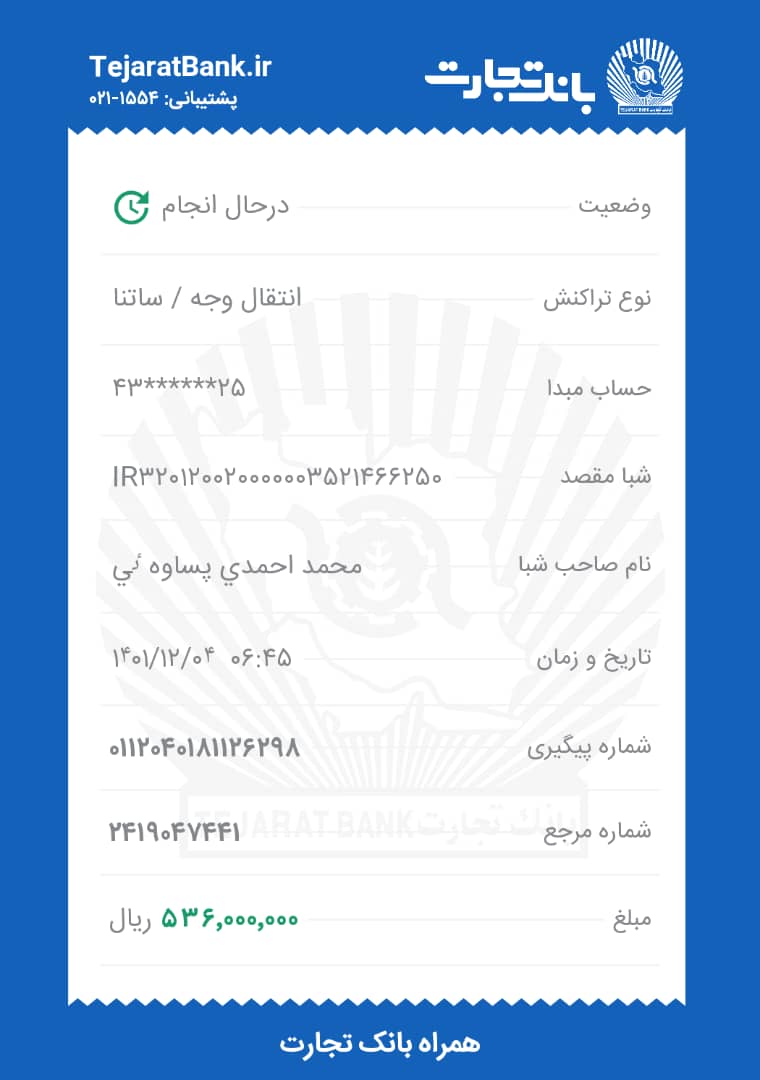 TejaratBank.ir
پشتیبانی: ۱۵۵۴-۰۲۱
بانک تجارت
وضعیت درحال انجام
نوع تراکنش انتقال وجه / ساتنا
حساب مبدا ۴۳******۲۵
شبا مقصد IR۳۲۰۱۲۰۰۲۰۰۰۰۰۰۳۵۲۱۴۶۶۲۵۰
نام صاحب شبا محمد احمدي پساوه ئي
تاریخ و زمان ۱۴۰۱/۱۲/۰۴ ۰۶:۴۵
شماره پیگیری ۰۱۱۲۰۴۰۱۸۱۱۲۶۲۹۸
شماره مرجع ۲۴۱۹۰۴۷۴۴۱
TEJARAT BANK بانک تجارت
مبلغ ۵۳۶,۰۰۰,۰۰۰ ریال
همراه بانک تجارت